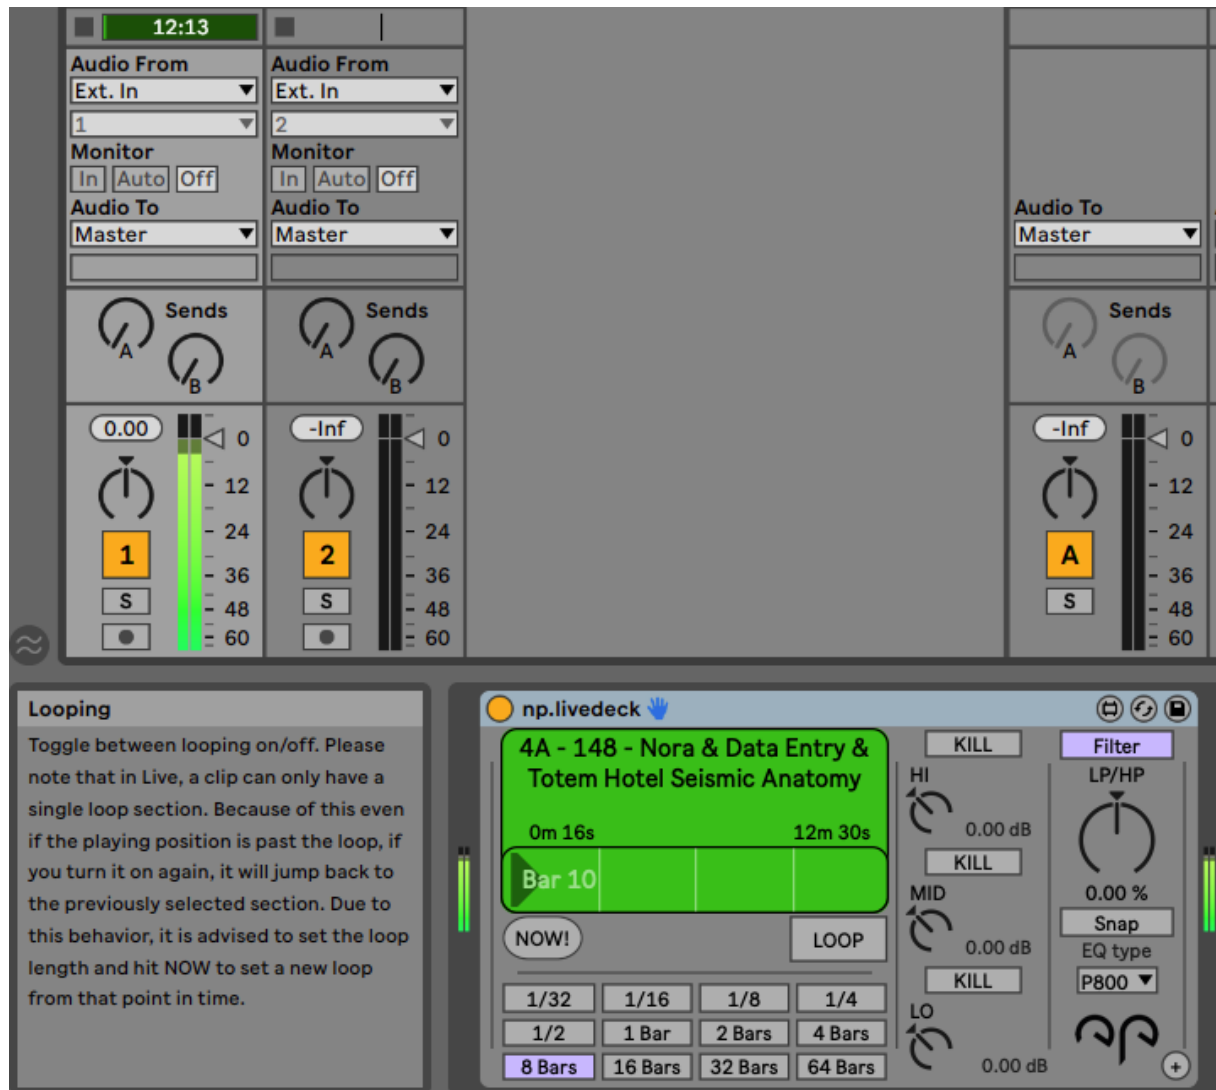 12:13
Audio From
Ext. In
1
Monitor
In Auto Off
Audio To
Master
Sends
A
B
0.00
0
12
24
36
48
60
1
S
Audio From
Ext. In
2
Monitor
In Auto Off
Audio To
Master
Sends
A
B
-Inf
0
12
24
36
48
60
2
S
Audio To
Master
Sends
A
B
-Inf
0
12
24
36
48
60
A
S
Looping
Toggle between looping on/off. Please
note that in Live, a clip can only have a
single loop section. Because of this even
if the playing position is past the loop, if
you turn it on again, it will jump back to
the previously selected section. Due to
this behavior, it is advised to set the loop
length and hit NOW to set a new loop
from that point in time.
np.livedeck
4A - 148 - Nora & Data Entry &
Totem Hotel Seismic Anatomy
0m 16s 12m 30s
Bar 10
NOW! LOOP
1/32 1/16 1/8 1/4
1/2 1 Bar 2 Bars 4 Bars
8 Bars 16 Bars 32 Bars 64 Bars
KILL
HI
0.00 dB
KILL
MID
0.00 dB
KILL
LO
0.00 dB
Filter
LP/HP
0.00 %
Snap
EQ type
P800